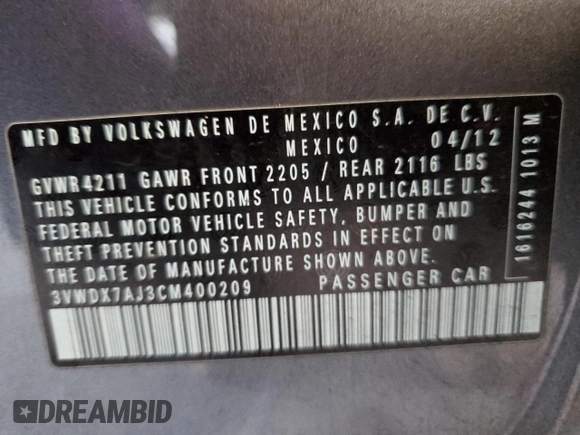 MFD BY VOLKSWAGEN DE MEXICO S.A. DE C.V.
MEXICO 04/12
GVWR4211 GAWR FRONT 2205 / REAR 2116 LBS
THIS VEHICLE CONFORMS TO ALL APPLICABLE U.S.
FEDERAL MOTOR VEHICLE SAFETY, BUMPER AND
THEFT PREVENTION STANDARDS IN EFFECT ON
THE DATE OF MANUFACTURE SHOWN ABOVE.
3VWDX7AJ3CM400209 PASSENGER CAR
1616244 1013 M
DREAMBID